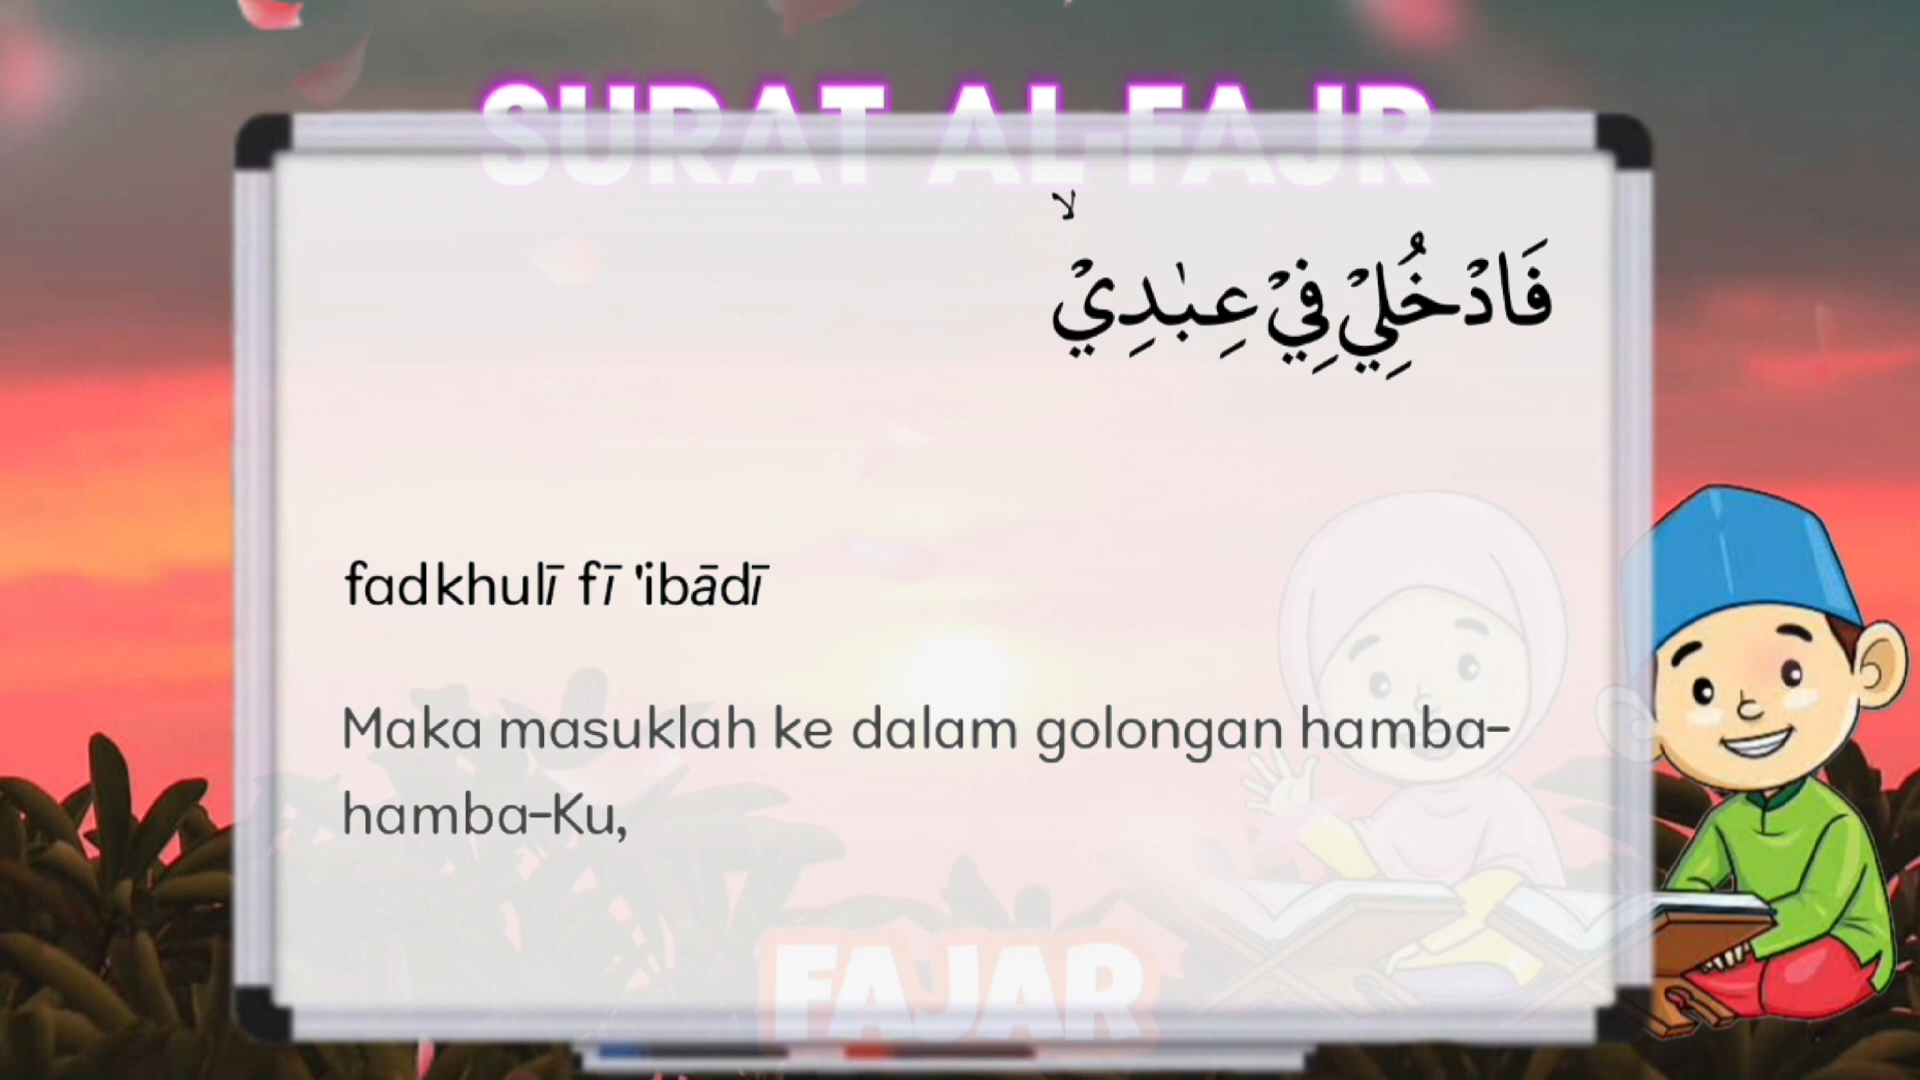 SURAT AL-FAJR
فَادْخُلِيْ فِيْ عِبٰدِيْۙ
fadkhulī fī 'ibādī
Maka masuklah ke dalam golongan hamba-
hamba-Ku,
FAJAR